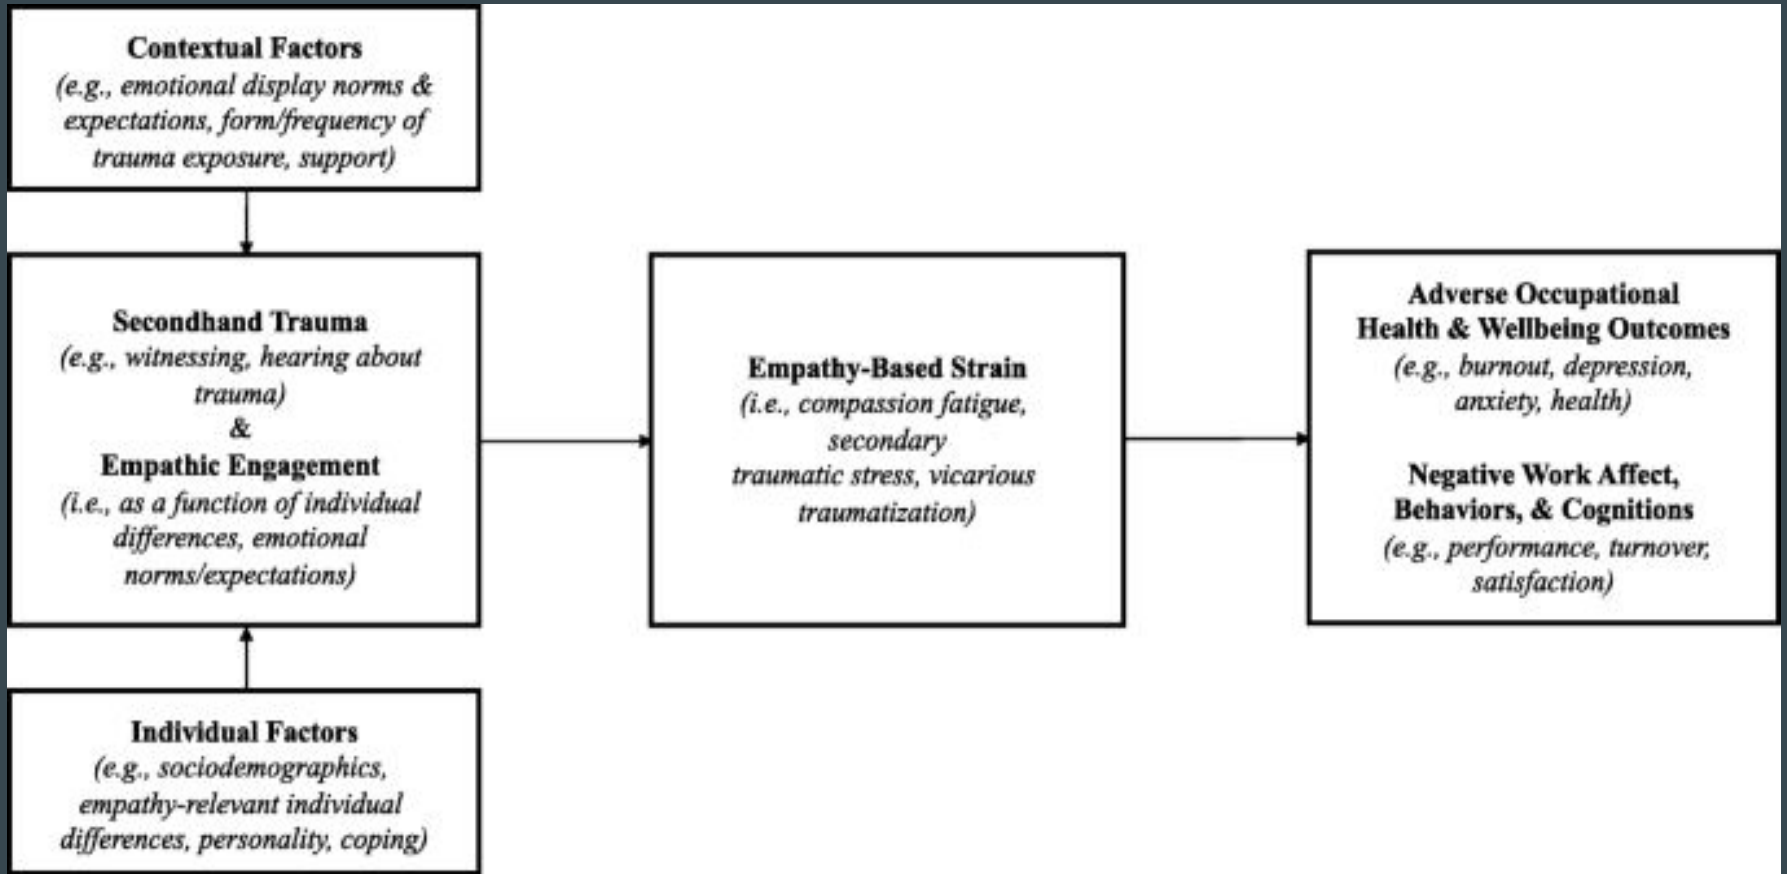 Contextual Factors
(e.g., emotional display norms &
expectations, form/frequency of
trauma exposure, support)
Secondhand Trauma
(e.g., witnessing, hearing about
trauma)
&
Empathic Engagement
(i.e., as a function of individual
differences, emotional
norms/expectations)
Individual Factors
(e.g., sociodemographics,
empathy-relevant individual
differences, personality, coping)
Empathy-Based Strain
(i.e., compassion fatigue,
secondary
traumatic stress, vicarious
traumatization)
Adverse Occupational
Health & Wellbeing Outcomes
(e.g., burnout, depression,
anxiety, health)
Negative Work Affect,
Behaviors, & Cognitions
(e.g., performance, turnover,
satisfaction)